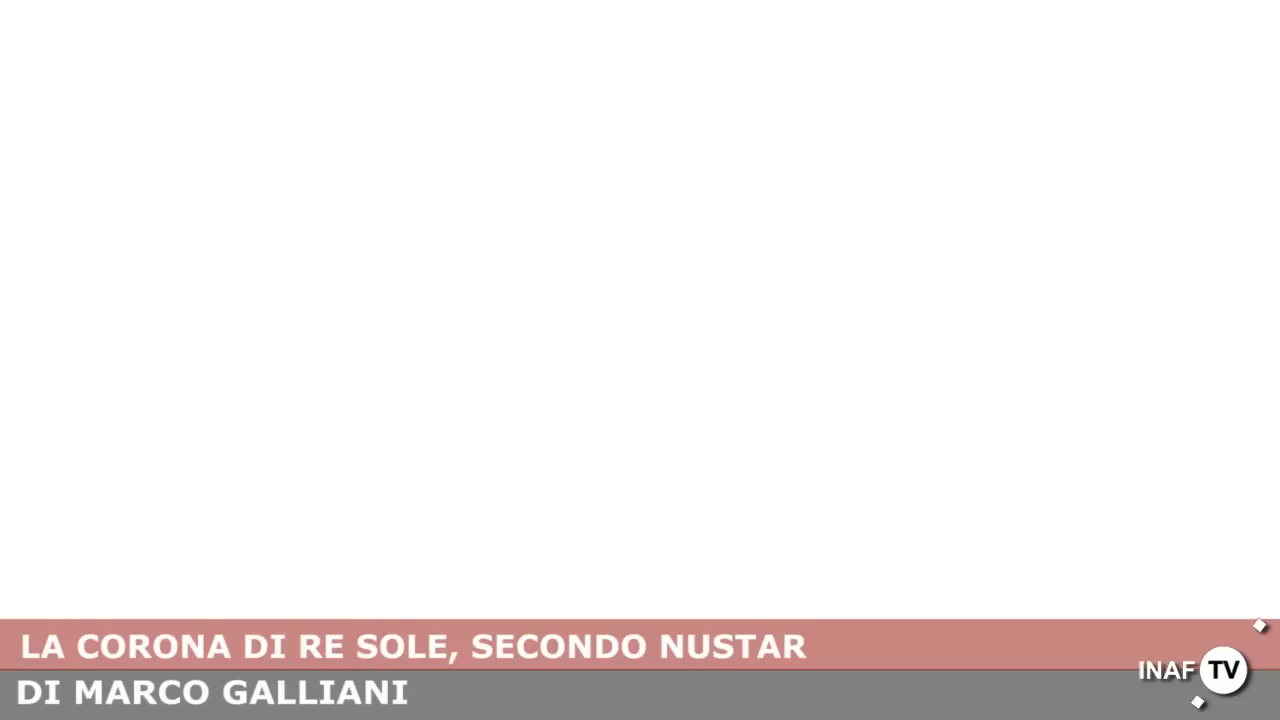 LA CORONA DI RE SOLE, SECONDO NUSTAR
DI MARCO GALLIANI
INAF TV